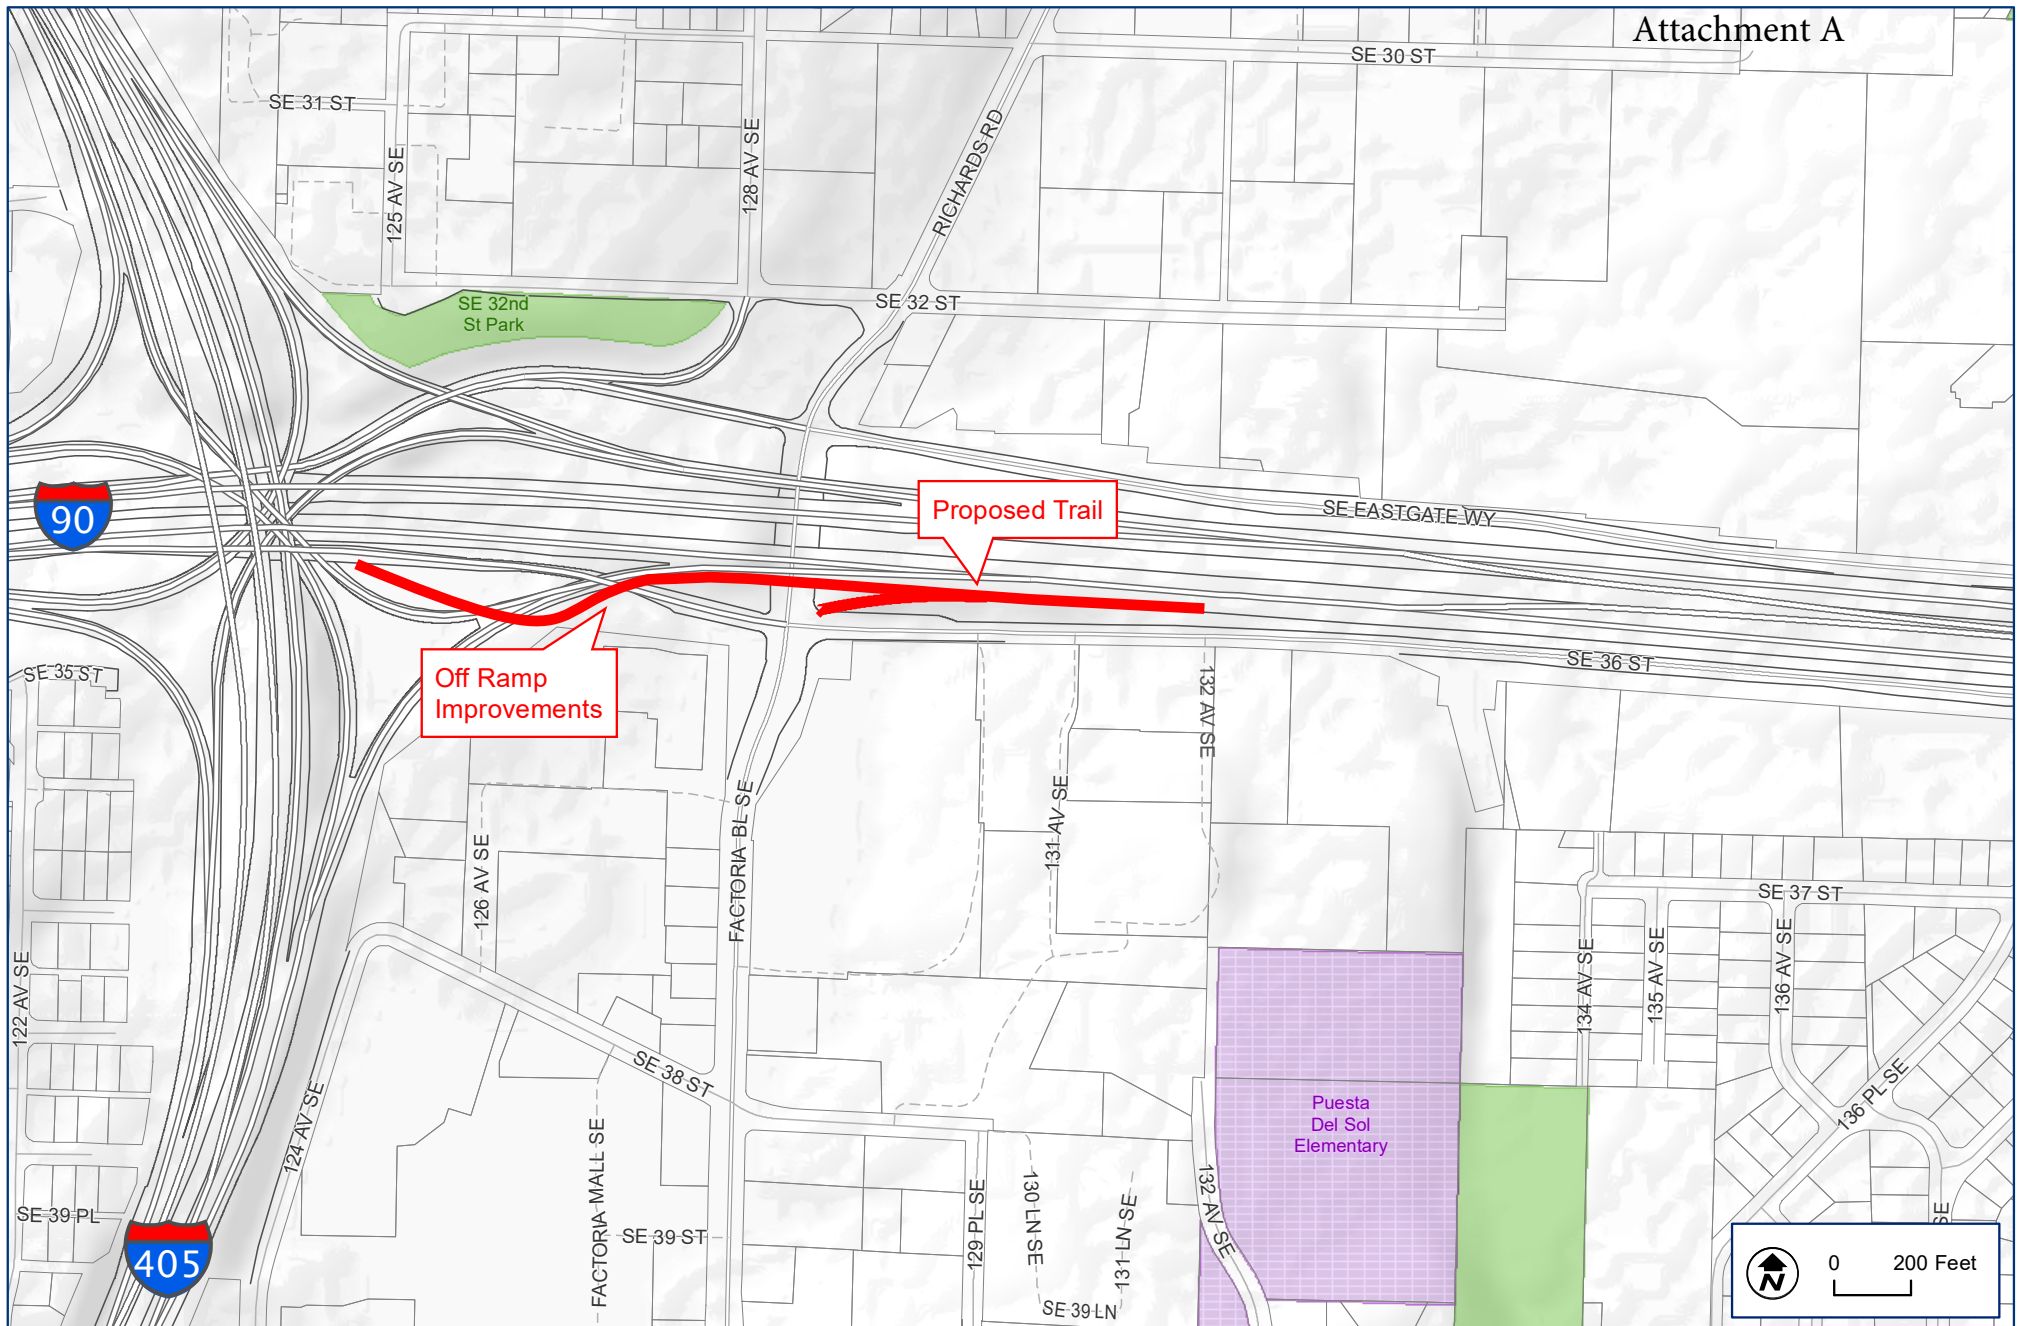 Attachment A
SE 30 ST
SE 31 ST
125 AV SE
128 AV SE
RICHARDS RD
SE 32nd
St Park
SE 32 ST
90
Proposed Trail
SE EASTGATE WY
Off Ramp
Improvements
SE 35 ST
SE 36 ST
132 AV SE
131 AV SE
FACTORIA BL SE
126 AV SE
SE 37 ST
122 AV SE
134 AV SE
135 AV SE
136 AV SE
136 PL SE
SE 38 ST
124 AV SE
FACTORIA MALL SE
Puesta
Del Sol
Elementary
132 AV SE
129 PL SE
130 LN SE
131 LN SE
SE 39 PL
SE 39 ST
SE
405
SE 39 LN
N
0 200 Feet